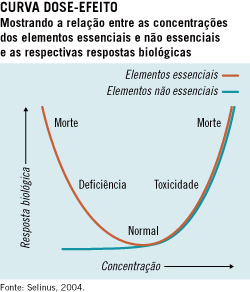 CURVA DOSE-EFEITO
Mostrando a relação entre as concentrações
dos elementos essenciais e não essenciais
e as respectivas respostas biológicas
Elementos essenciais
Elementos não essenciais
Morte
Morte
Deficiência
Toxicidade
Normal
Resposta biológica
Concentração
Fonte: Selinus, 2004.